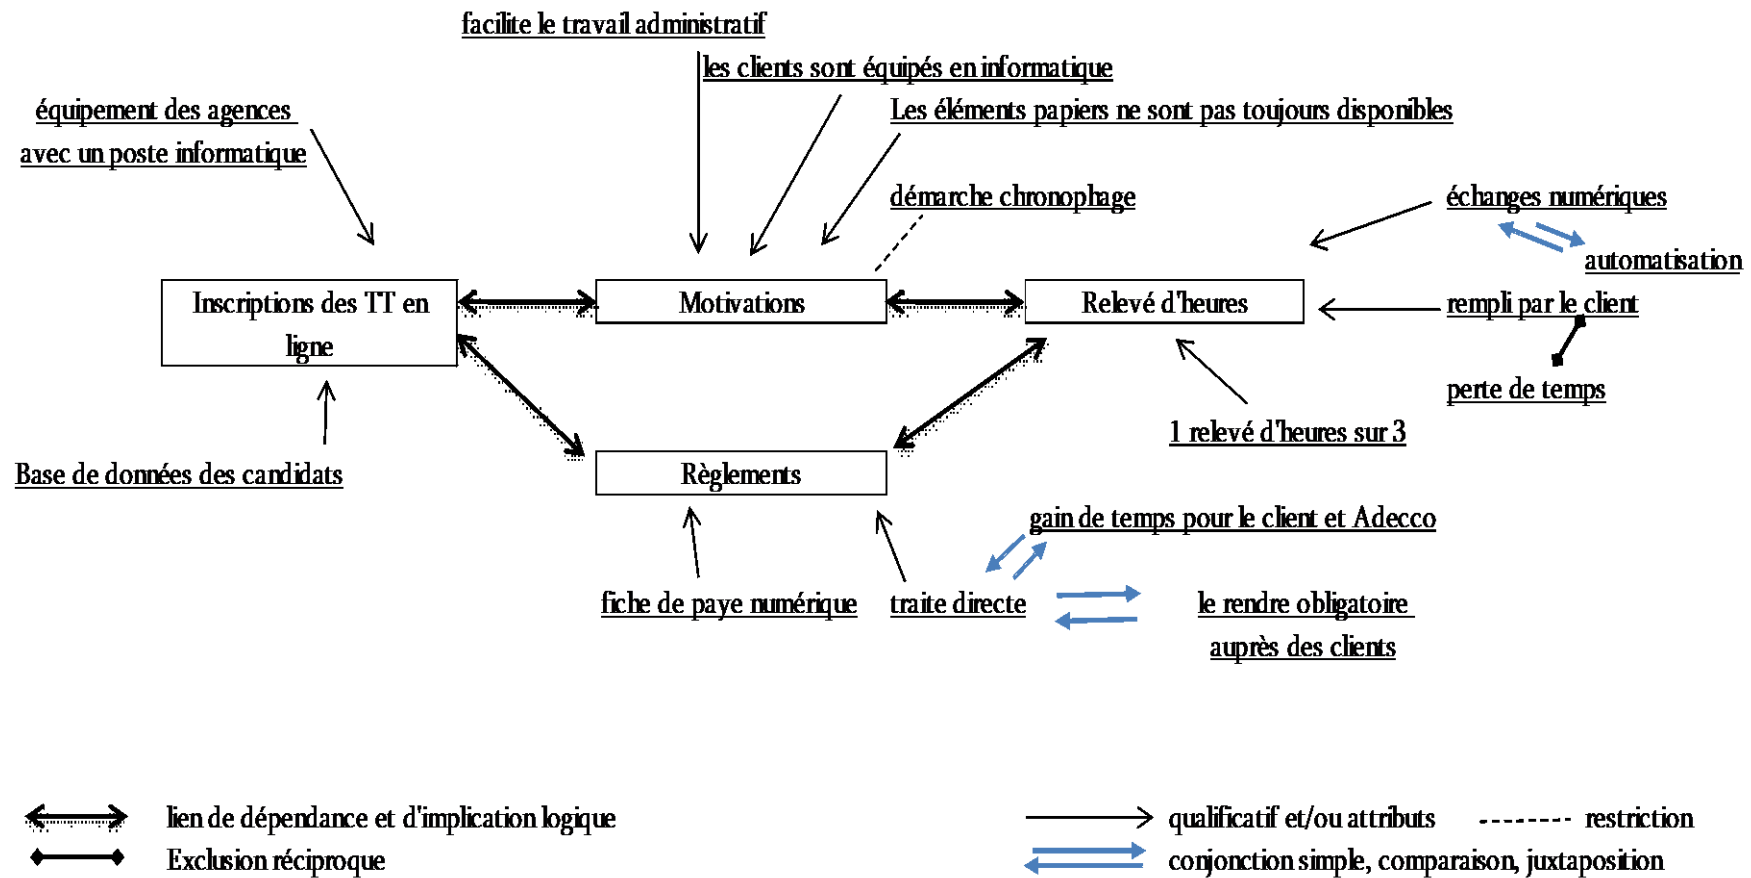 facilite le travail administratif
les clients sont équipés en informatique
équipement des agences
avec un poste informatique
Les éléments papiers ne sont pas toujours disponibles
démarche chronophage
échanges numériques
automatisation
Inscriptions des TT en
ligne
Motivations
Relevé d'heures
rempli par le client
perte de temps
1 relevé d'heures sur 3
Base de données des candidats
Règlements
gain de temps pour le client et Adecco
fiche de paye numérique
traite directe
le rendre obligatoire
auprès des clients
lien de dépendance et d'implication logique
qualificatif et/ou attributs
restriction
Exclusion réciproque
conjonction simple, comparaison, juxtaposition